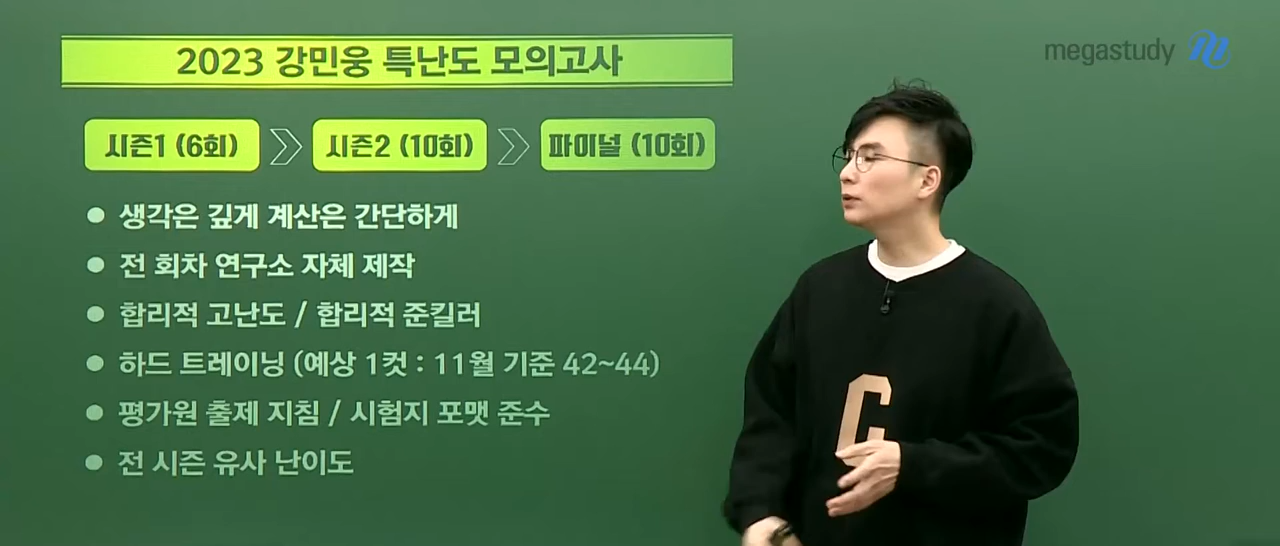 2023 강민웅 특난도 모의고사
megastudy
시즌1 (6회) 시즌2 (10회) 파이널 (10회)
생각은 깊게 계산은 간단하게
전 회차 연구소 자체 제작
합리적 고난도 / 합리적 준킬러
하드 트레이닝 (예상 1컷 : 11월 기준 42~44)
평가원 출제 지침 / 시험지 포맷 준수
전 시즌 유사 난이도
C